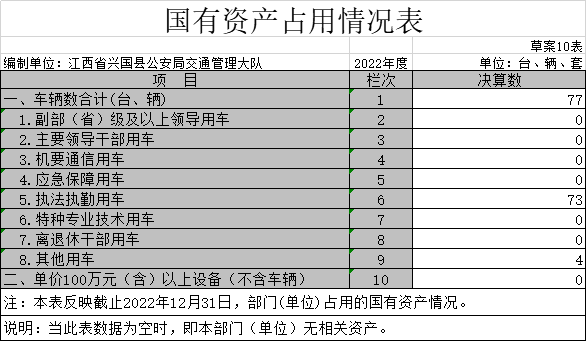 国有资产占用情况表
草案10表
编制单位：江西省兴国县公安局交通管理大队 2022年度 单位：台、辆、套
项 目 栏次 决算数
一、车辆数合计(台、辆) 1 77
1.副部（省）级及以上领导用车 2 0
2.主要领导干部用车 3 0
3.机要通信用车 4 0
4.应急保障用车 5 0
5.执法执勤用车 6 73
6.特种专业技术用车 7 0
7.离退休干部用车 8 0
8.其他用车 9 4
二、单价100万元（含）以上设备（不含车辆） 10 0
注：本表反映截止2022年12月31日，部门(单位)占用的国有资产情况。
说明：当此表数据为空时，即本部门（单位）无相关资产。